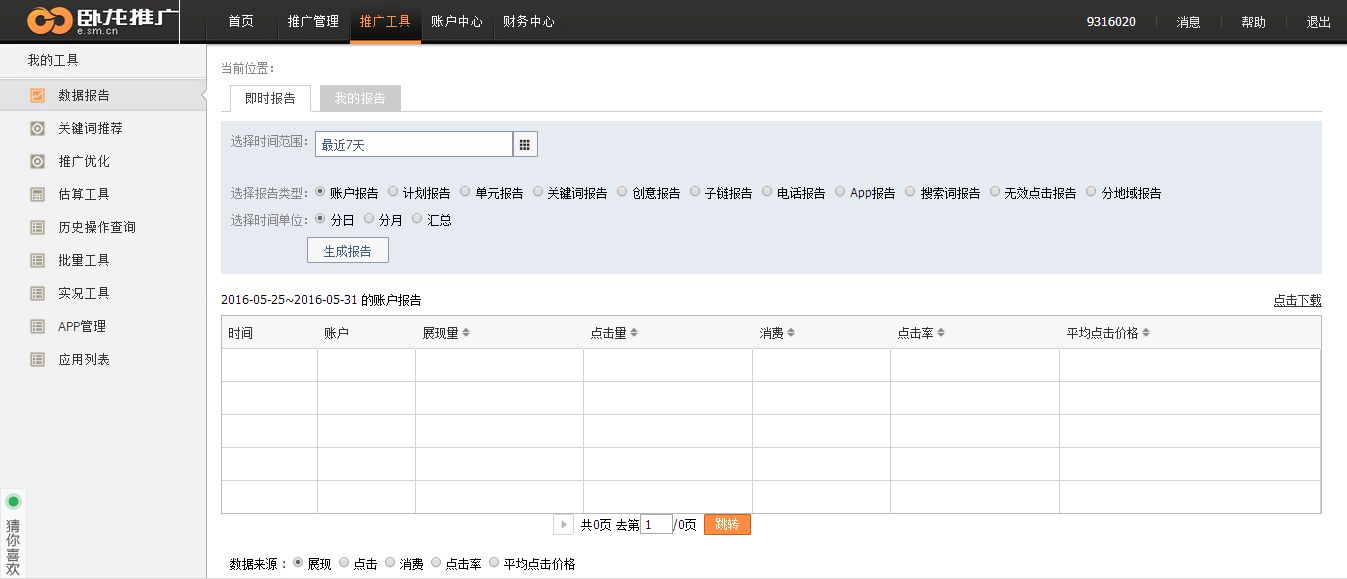 卧龙推广 首页 推广管理 推广工具 账户中心 财务中心 9316020 消息 帮助 退出
e.sm.cn
我的工具
数据报告
关键词推荐
推广优化
估算工具
历史操作查询
批量工具
实况工具
APP管理
应用列表
猜你喜欢
当前位置：
即时报告 我的报告
选择时间范围： 最近7天
选择报告类型： 账户报告 计划报告 单元报告 关键词报告 创意报告 子链报告 电话报告 App报告 搜索词报告 无效点击报告 分地域报告
选择时间单位： 分日 分月 汇总
生成报告
2016-05-25~2016-05-31 的账户报告 点击下载
时间 账户 展现量 点击量 消费 点击率 平均点击价格
共0页 去第 1 /0页 跳转
数据来源： 展现 点击 消费 点击率 平均点击价格